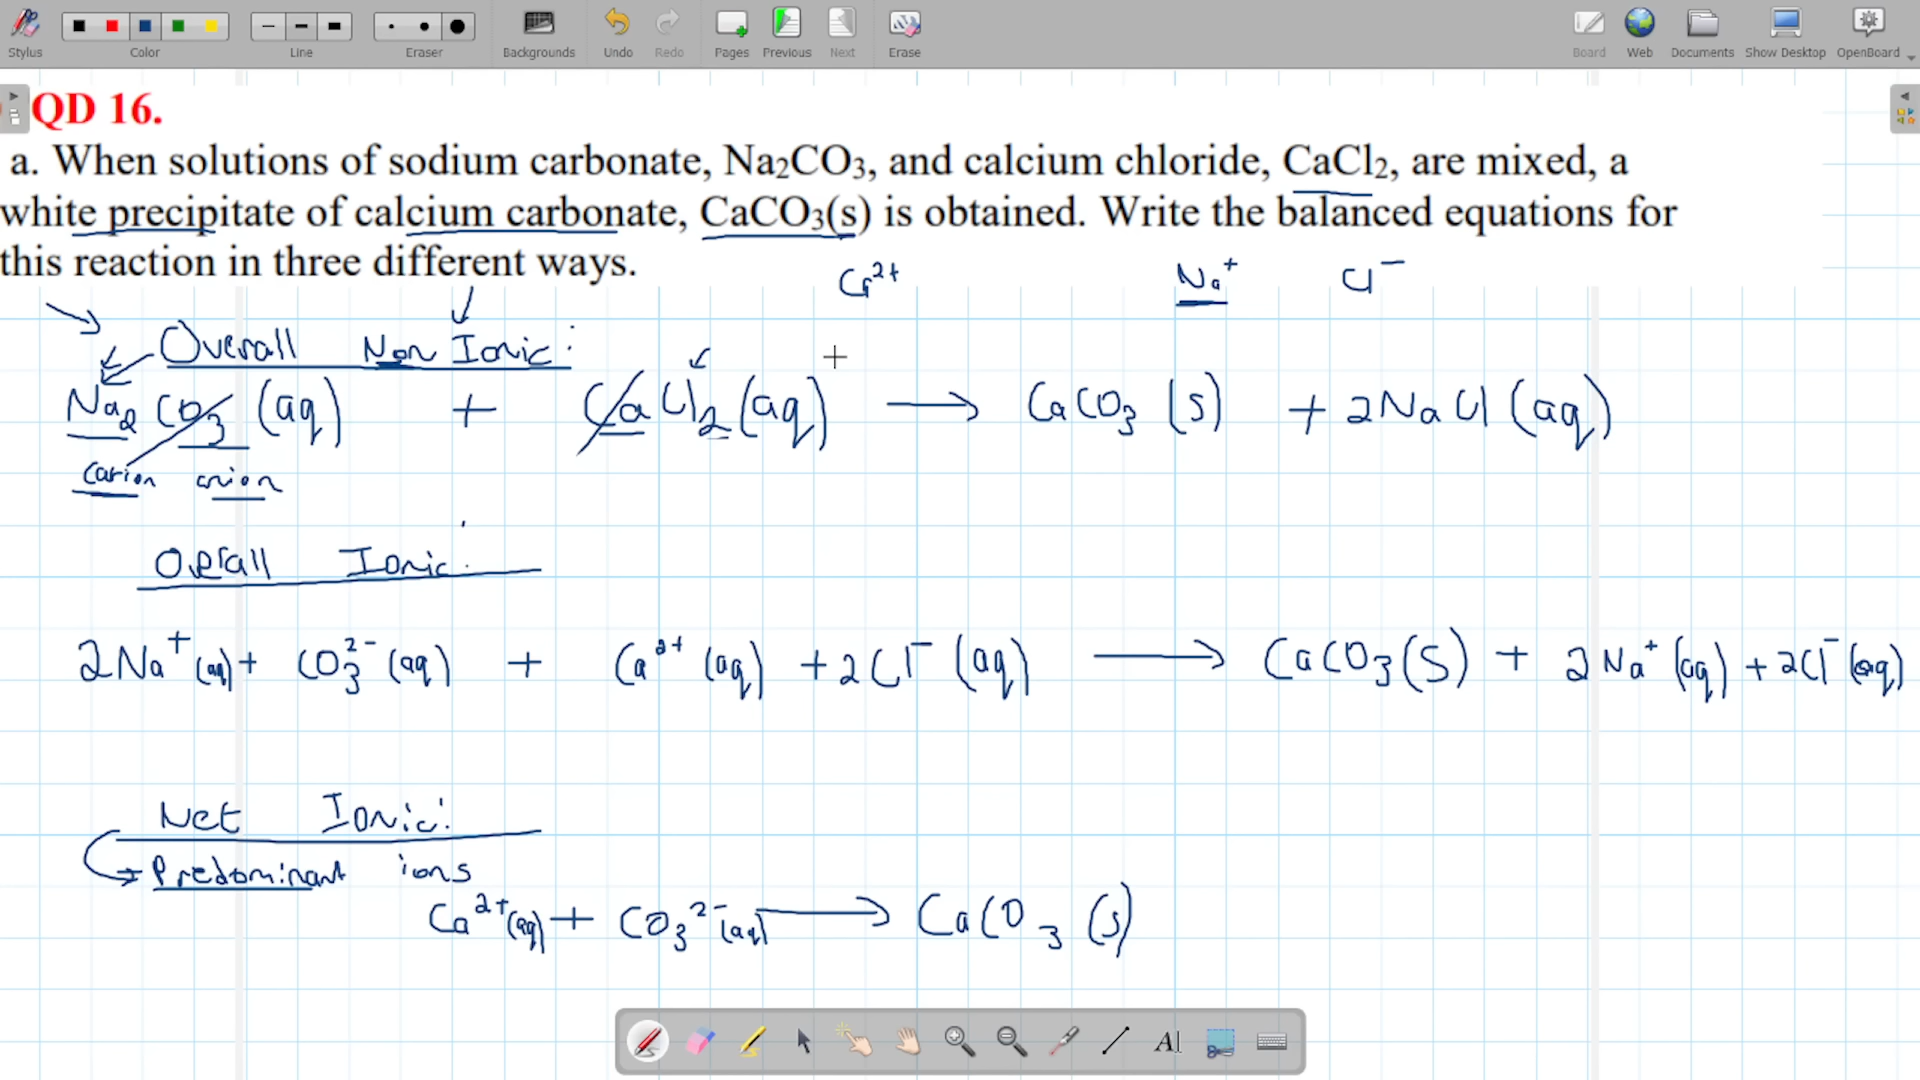 Stylus Color Line Eraser Backgrounds Undo Redo Pages Previous Next Erase Board Web Documents Show Desktop OpenBoard
QD 16.
a. When solutions of sodium carbonate, Na₂CO₃, and calcium chloride, CaCl₂, are mixed, a
white precipitate of calcium carbonate, CaCO₃(s) is obtained. Write the balanced equations for
this reaction in three different ways.
Ca²⁺ Na⁺ Cl⁻
Overall Non Ionic:
Na₂CO₃ (aq) + CaCl₂ (aq) → CaCO₃ (s) + 2NaCl (aq)
Cation anion
Overall Ionic:
2Na⁺(aq) + CO₃²⁻(aq) + Ca²⁺(aq) + 2Cl⁻(aq) → CaCO₃(s) + 2Na⁺(aq) + 2Cl⁻(aq)
Net Ionic:
Predominant ions
Ca²⁺(aq) + CO₃²⁻(aq) → CaCO₃ (s)
AI